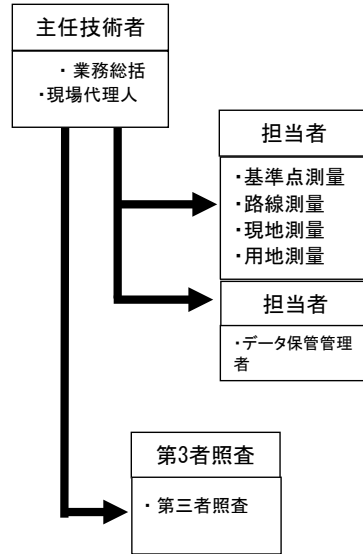 主任技術者
・業務総括
・現場代理人
担当者
・基準点測量
・路線測量
・現地測量
・用地測量
担当者
・データ保管管理
者
第3者照査
・第三者照査